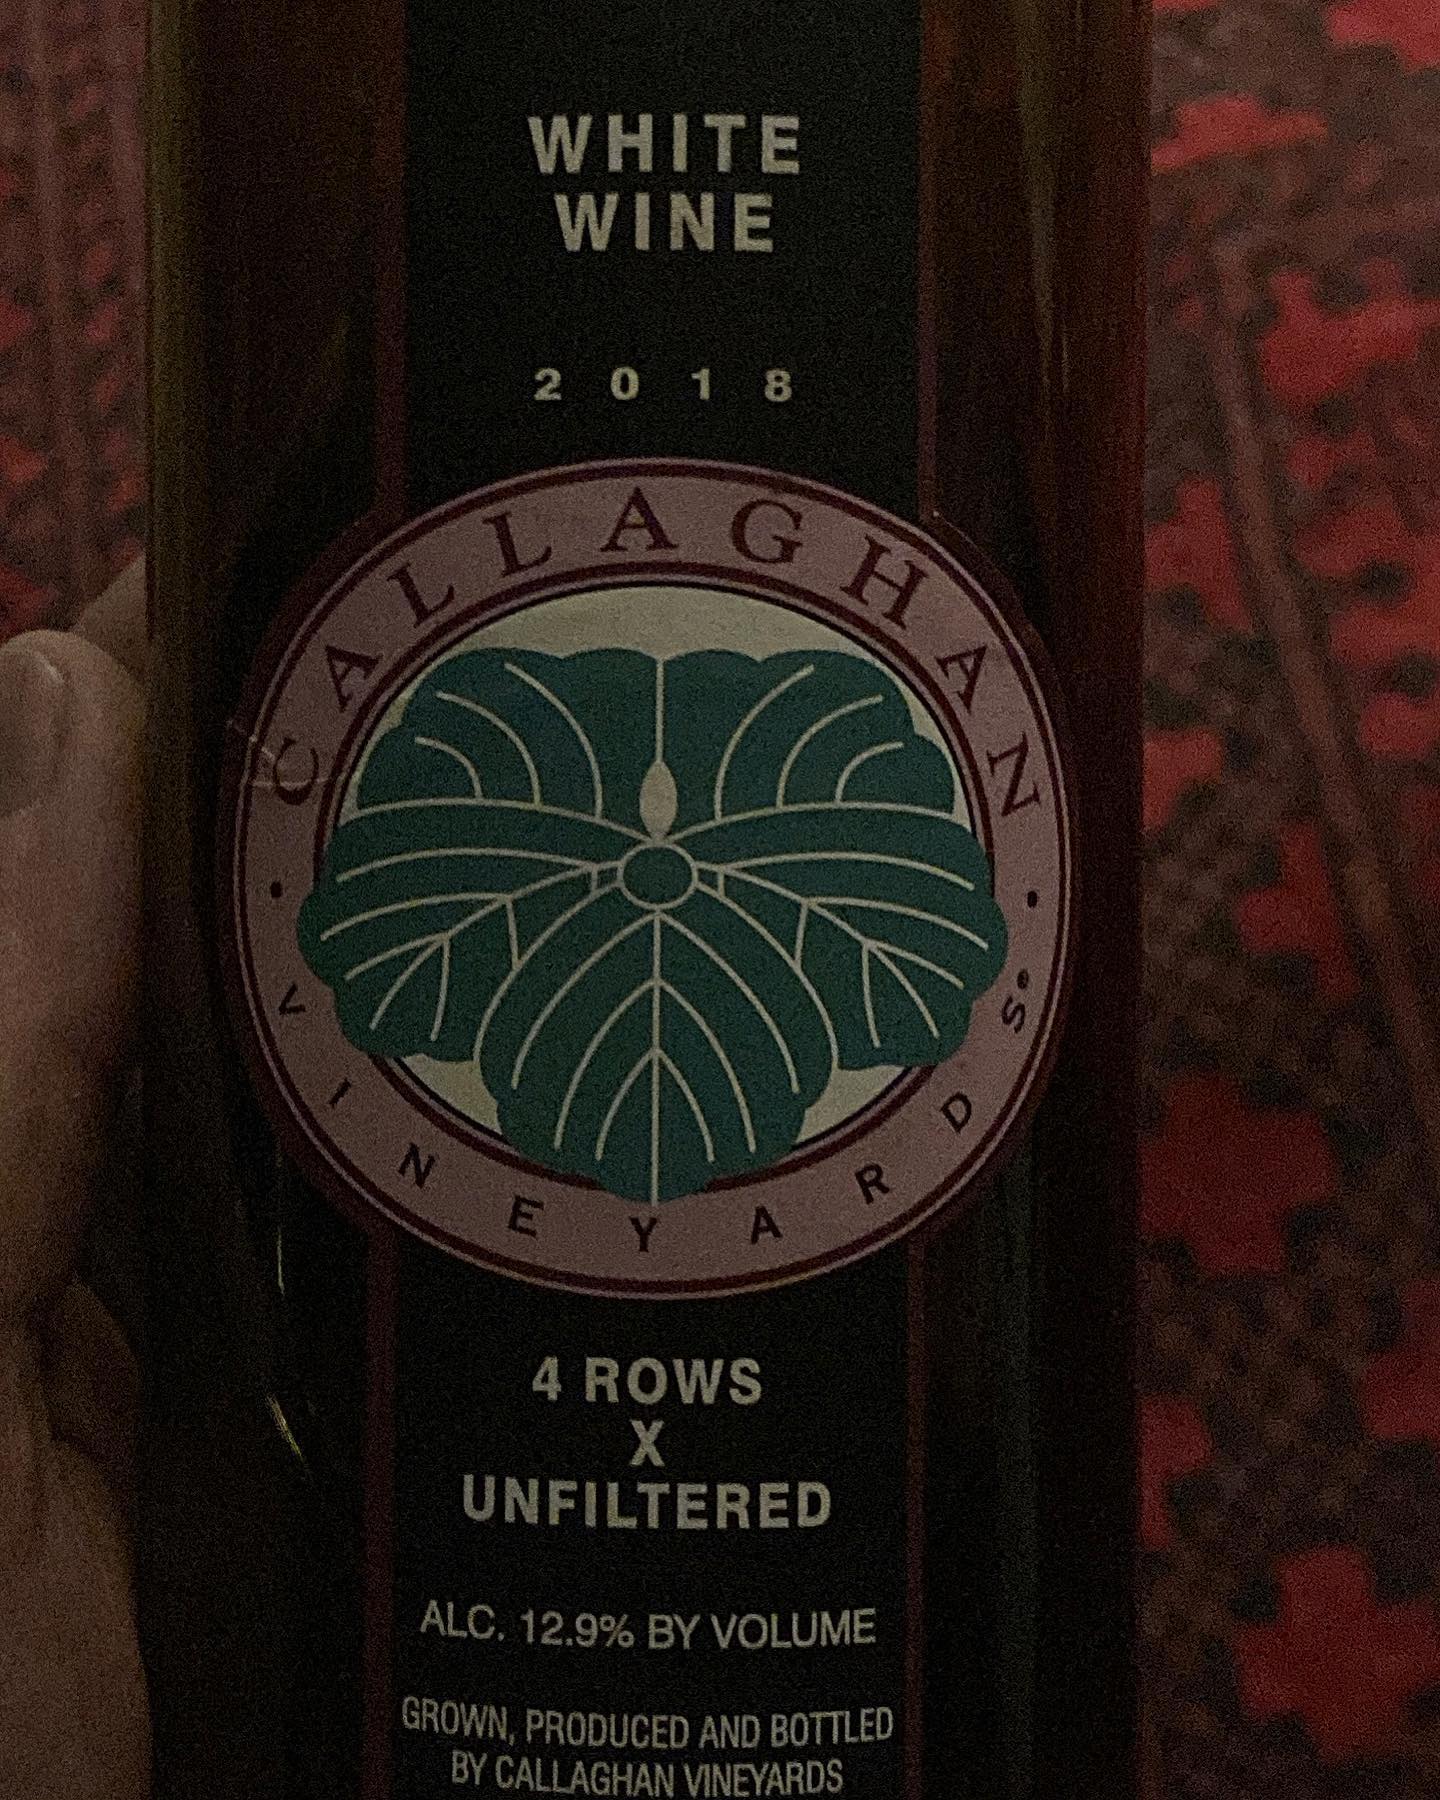 WHITE
WINE
2018
CALLAGHAN
VINEYARDS®
4 ROWS
X
UNFILTERED
ALC. 12.9% BY VOLUME
GROWN, PRODUCED AND BOTTLED
BY CALLAGHAN VINEYARDS